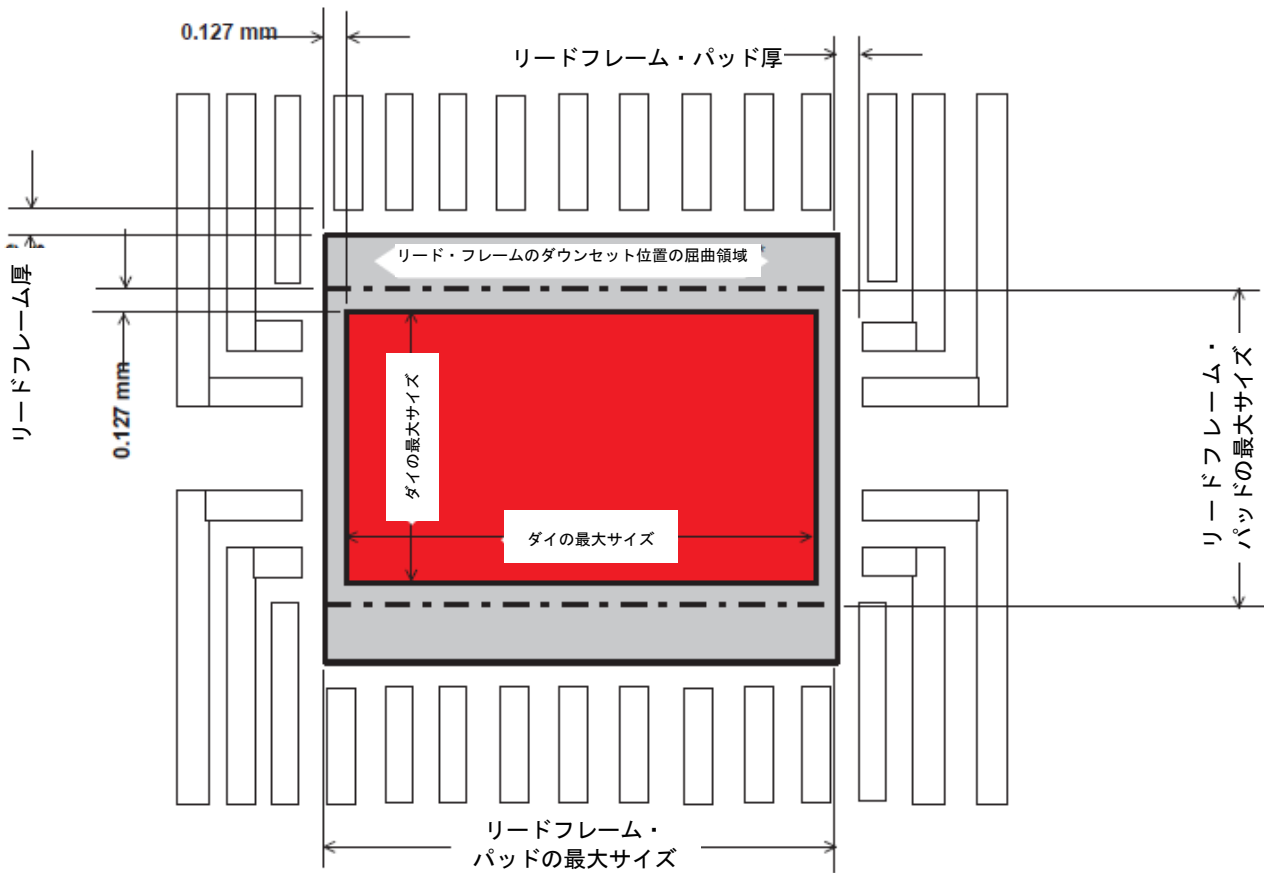 0.127 mm
リードフレーム・パッド厚
リード・フレームのダウンセット位置の屈曲領域
リードフレーム厚
0.127 mm
ダイの最大サイズ
ダイの最大サイズ
リードフレーム・
パッドの最大サイズ
リードフレーム・
パッドの最大サイズ